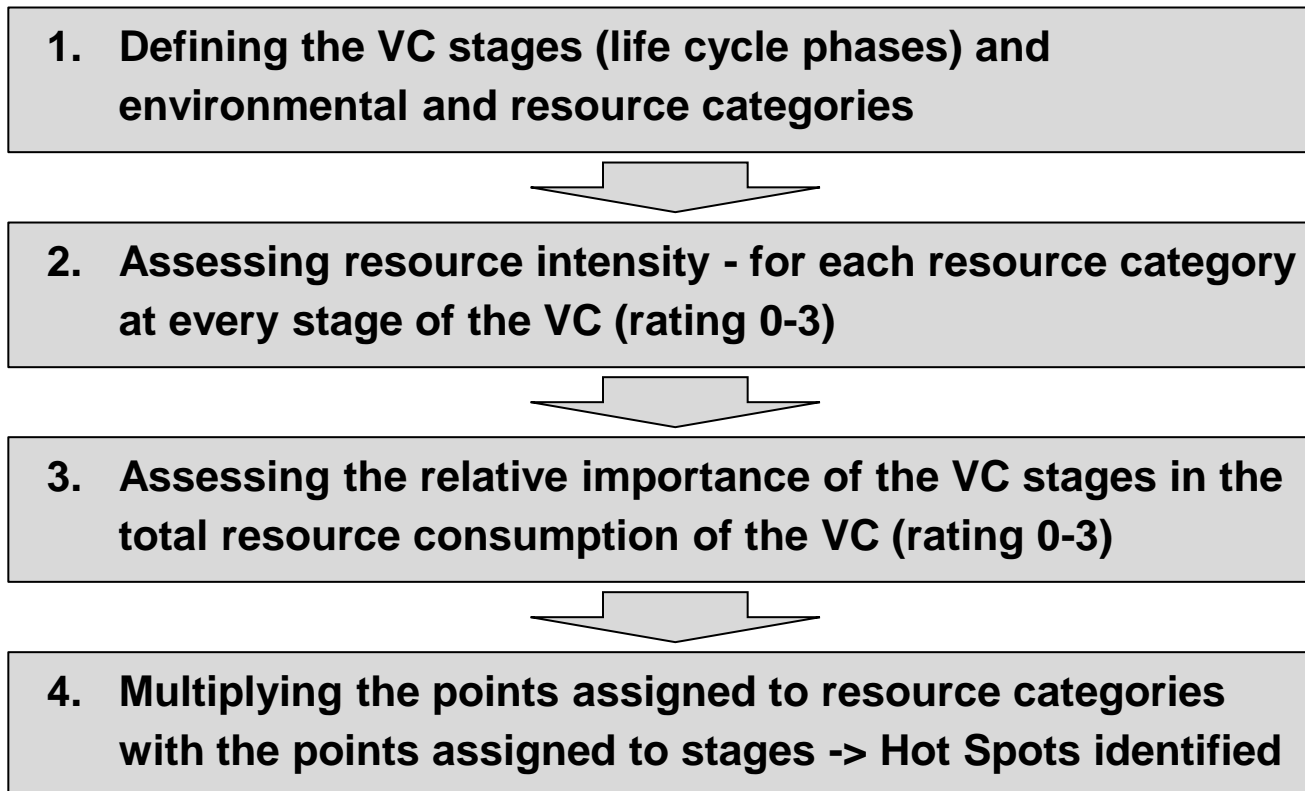 1. Defining the VC stages (life cycle phases) and
environmental and resource categories
2. Assessing resource intensity - for each resource category
at every stage of the VC (rating 0-3)
3. Assessing the relative importance of the VC stages in the
total resource consumption of the VC (rating 0-3)
4. Multiplying the points assigned to resource categories
with the points assigned to stages -> Hot Spots identified